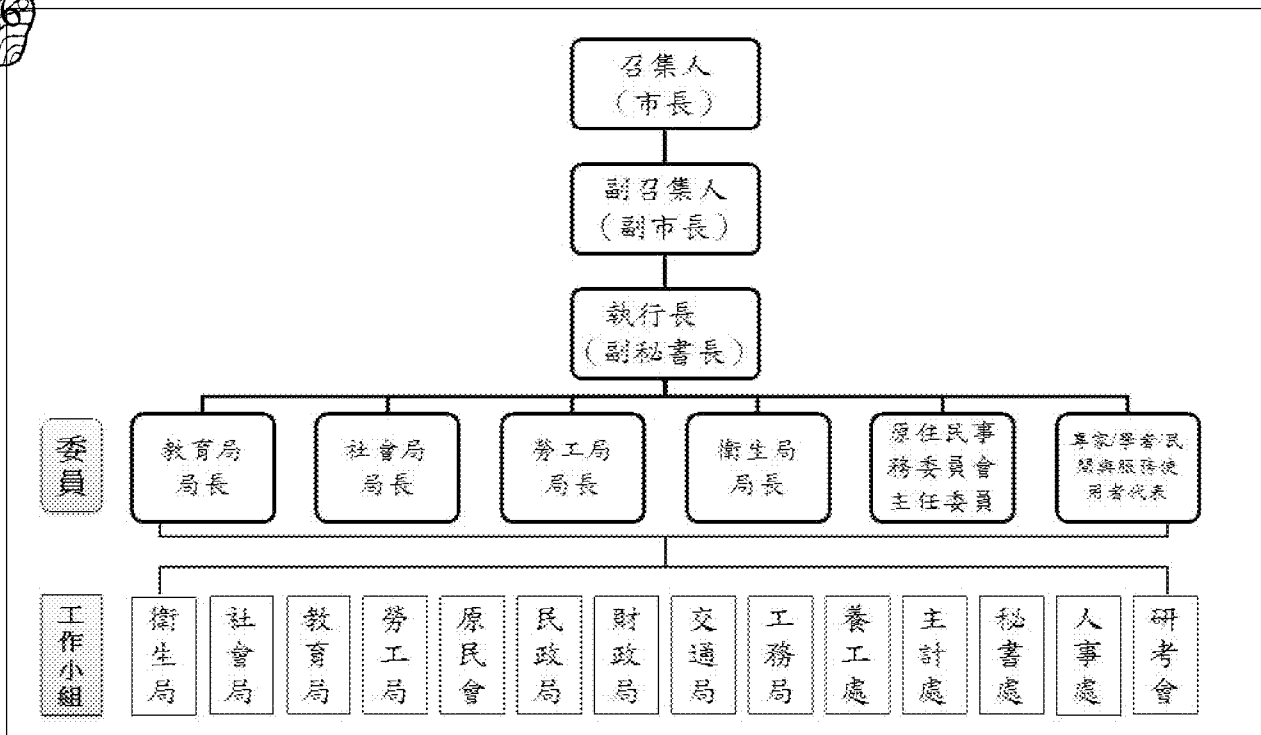 6
召集人
（市長）
副召集人
（副市長）
執行長
（副秘書長）
委員
教育局
局長
社會局
局長
勞工局
局長
衛生局
局長
原住民事
務委員會
主任委員
專家/學者/民
間與服務使
用者代表
工作小組
衛生局
社會局
教育局
勞工局
原民會
民政局
財政局
交通局
工務局
養工處
主計處
秘書處
人事處
研考會